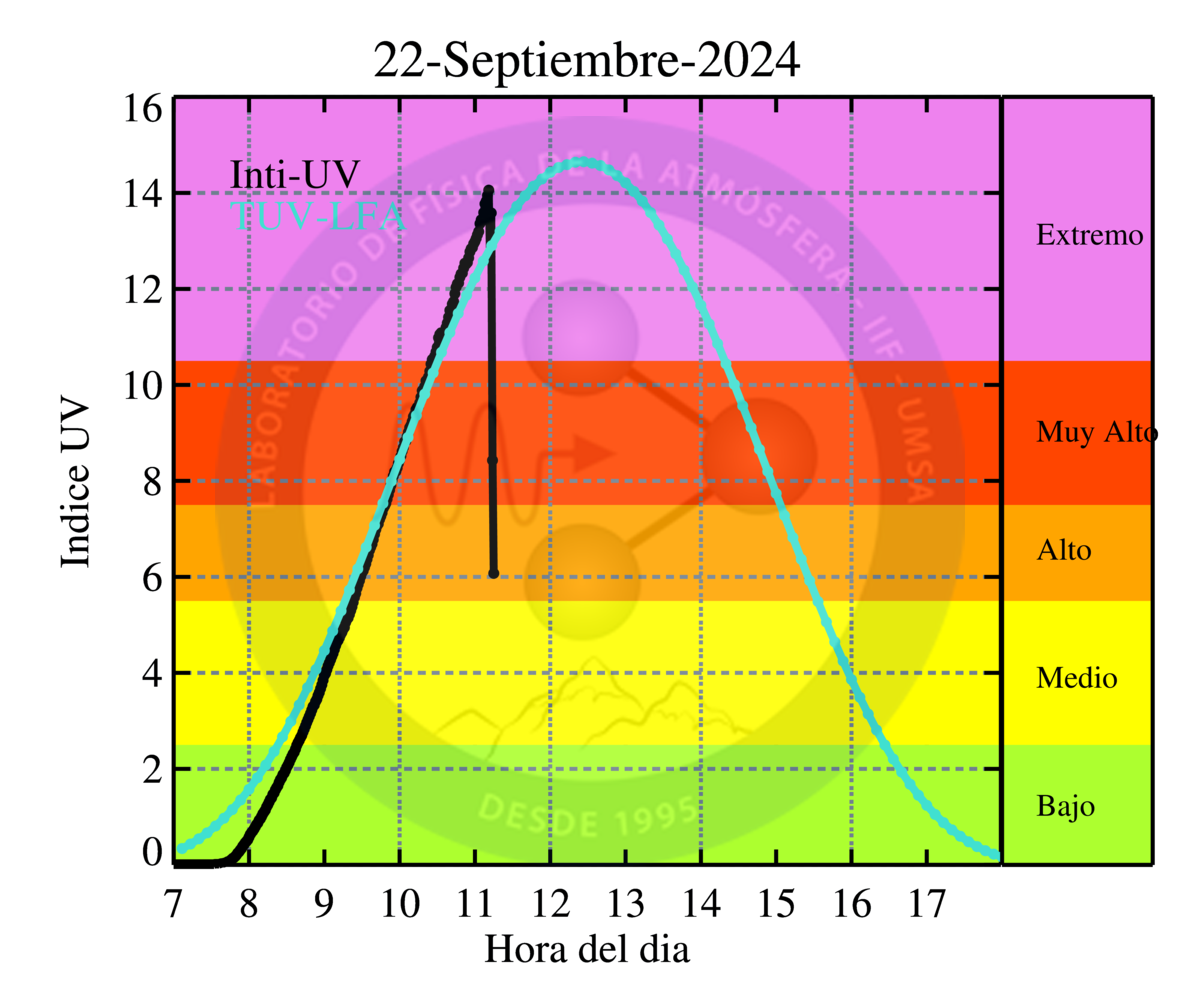 22-Septiembre-2024
16
14
12
10
8
6
4
2
0
Indice UV
Inti-UV
TUV-LFA
LABORATORIO DE FÍSICA DE LA ATMÓSFERA - IIF - UMSA
DESDE 1995
Extremo
Muy Alto
Alto
Medio
Bajo
7 8 9 10 11 12 13 14 15 16 17
Hora del dia